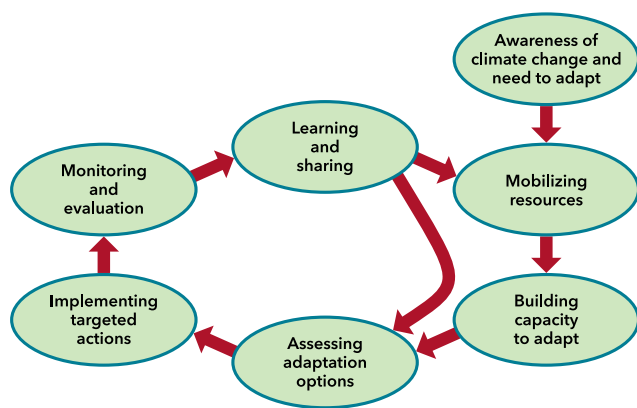 Awareness of
climate change and
need to adapt
Learning
and
sharing
Monitoring
and
evaluation
Mobilizing
resources
Implementing
targeted
actions
Building
capacity
to adapt
Assessing
adaptation
options